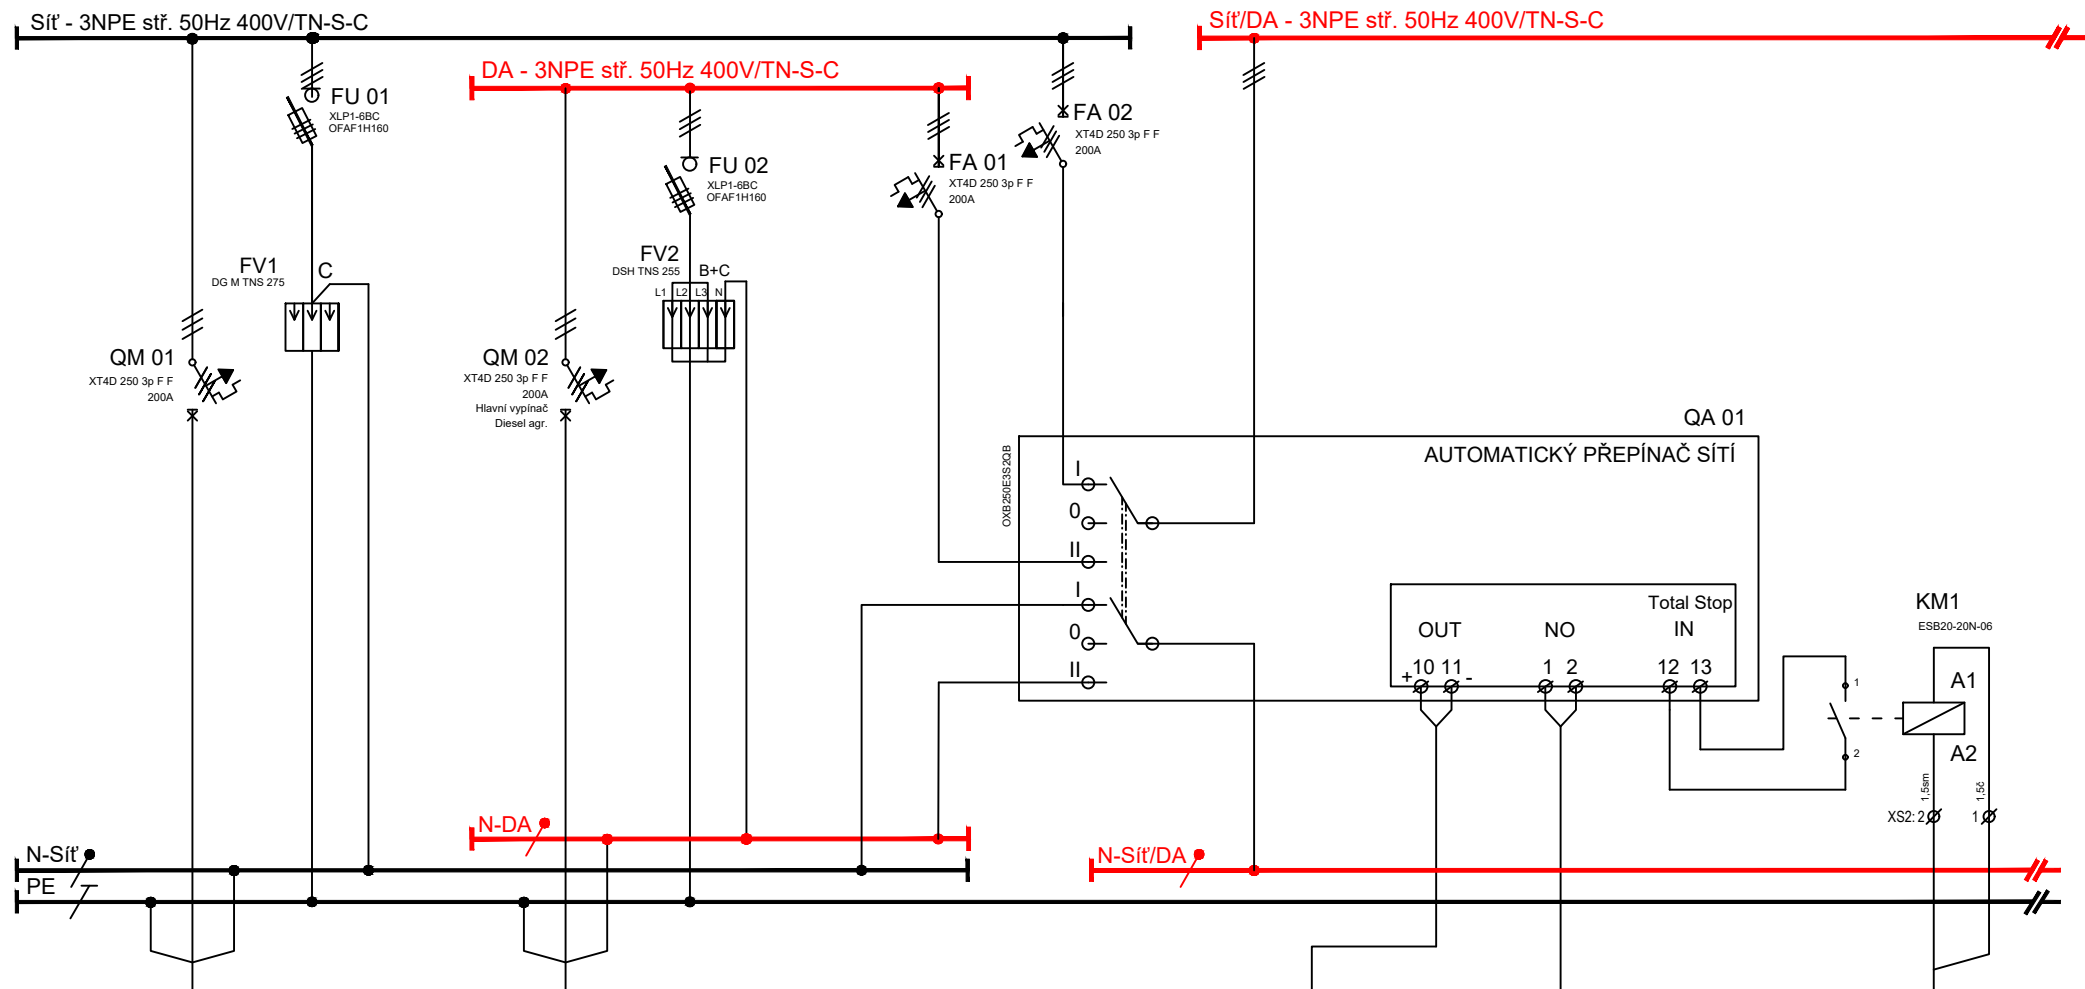 Síť - 3NPE stř. 50Hz 400V/TN-S-C
Síť/DA - 3NPE stř. 50Hz 400V/TN-S-C
DA - 3NPE stř. 50Hz 400V/TN-S-C
FU 01
XLP1-6BC
OFAF1H160
FU 02
XLP1-6BC
OFAF1H160
FA 01
XT4D 250 3p F F
200A
FA 02
XT4D 250 3p F F
200A
FV1
DG M TNS 275
C
FV2
DSH TNS 255
B+C
L1 L2 L3 N
QM 01
XT4D 250 3p F F
200A
QM 02
XT4D 250 3p F F
200A
Hlavní vypínač
Diesel agr.
QA 01
AUTOMATICKÝ PŘEPÍNAČ SÍTÍ
OXB250E3S2QB
I
0
II
I
0
II
Total Stop
OUT NO IN
+ 10 11 - 1 2 12 13
1
2
KM1
ESB20-20N-06
A1
A2
1,5sm
1,5č
XS2: 2 1
N-DA
N-Síť
PE
N-Síť/DA